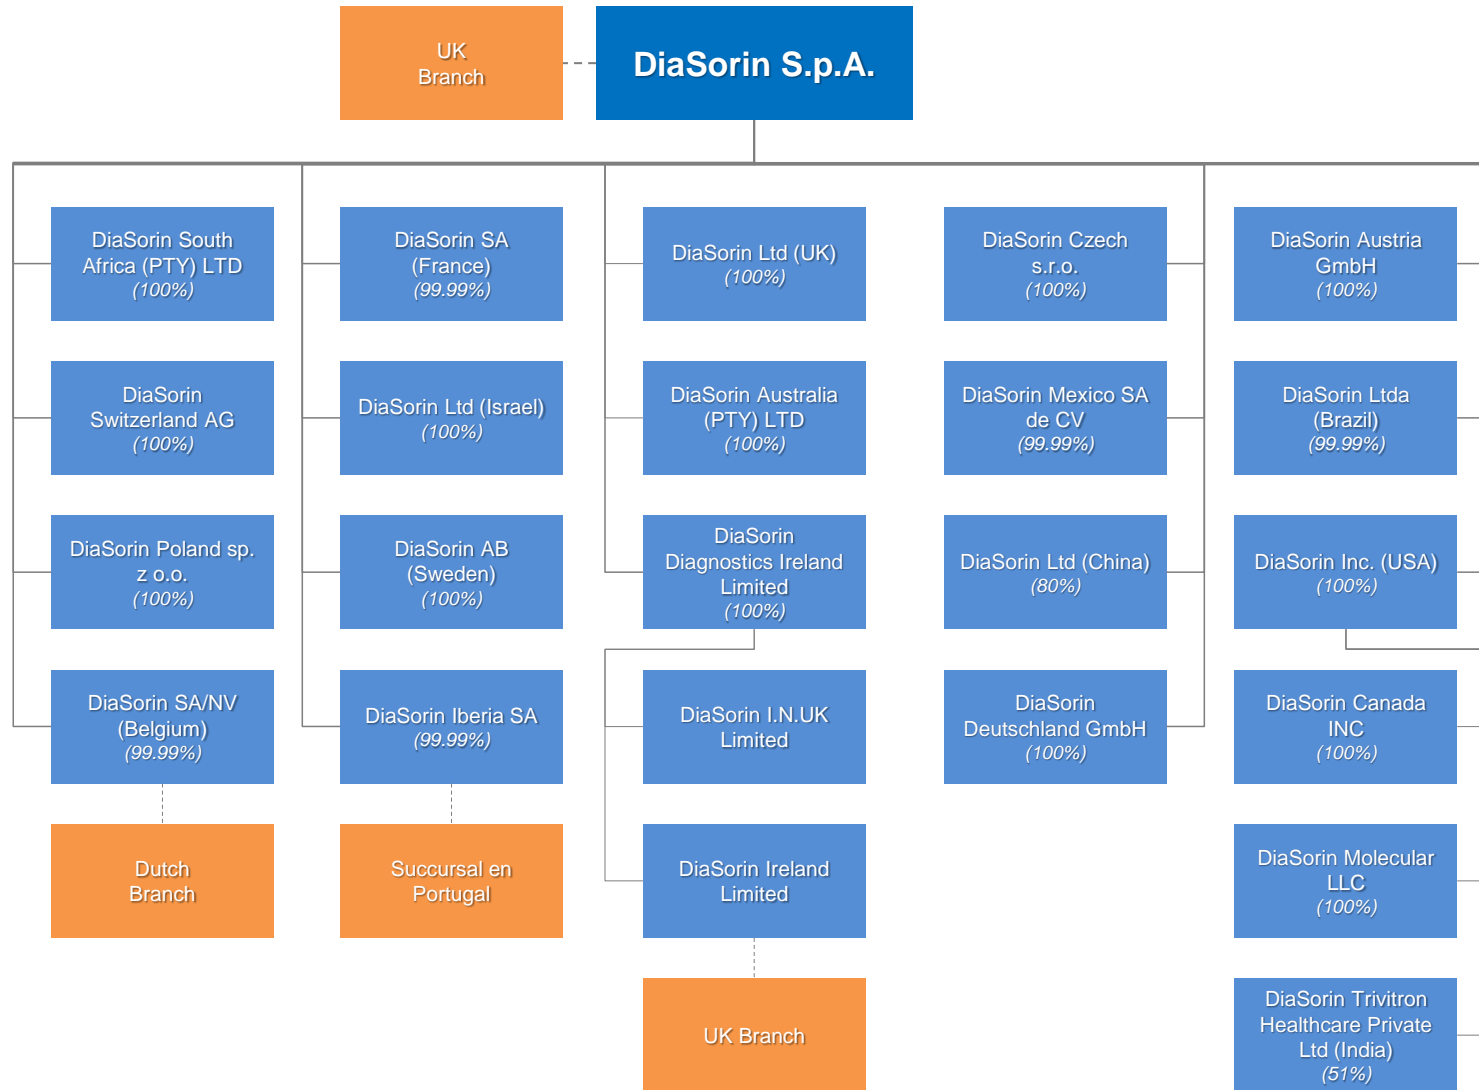 UK
Branch
DiaSorin S.p.A.
DiaSorin South
Africa (PTY) LTD
(100%)
DiaSorin SA
(France)
(99.99%)
DiaSorin Ltd (UK)
(100%)
DiaSorin Czech
s.r.o.
(100%)
DiaSorin Austria
GmbH
(100%)
DiaSorin
Switzerland AG
(100%)
DiaSorin Ltd (Israel)
(100%)
DiaSorin Australia
(PTY) LTD
(100%)
DiaSorin Mexico SA
de CV
(99.99%)
DiaSorin Ltda
(Brazil)
(99.99%)
DiaSorin Poland sp.
z o.o.
(100%)
DiaSorin AB
(Sweden)
(100%)
DiaSorin
Diagnostics Ireland
Limited
(100%)
DiaSorin Ltd (China)
(80%)
DiaSorin Inc. (USA)
(100%)
DiaSorin SA/NV
(Belgium)
(99.99%)
DiaSorin Iberia SA
(99.99%)
DiaSorin I.N.UK
Limited
DiaSorin
Deutschland GmbH
(100%)
DiaSorin Canada
INC
(100%)
Dutch
Branch
Succursal en
Portugal
DiaSorin Ireland
Limited
DiaSorin Molecular
LLC
(100%)
UK Branch
DiaSorin Trivitron
Healthcare Private
Ltd (India)
(51%)